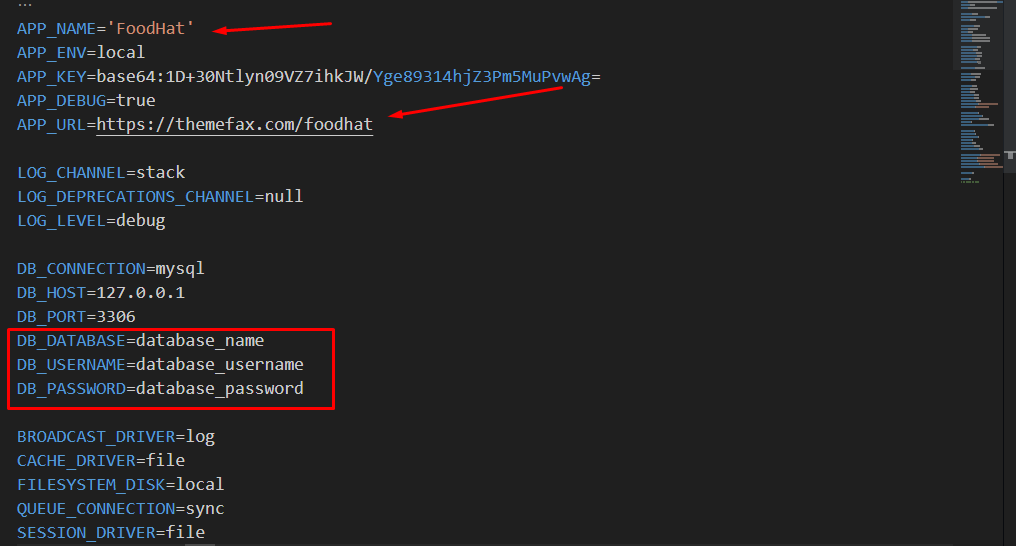 ...
APP_NAME='FoodHat'
APP_ENV=local
APP_KEY=base64:1D+30Ntlyn09VZ7ihkJW/Yge89314hjZ3Pm5MuPvwAg=
APP_DEBUG=true
APP_URL=https://themefax.com/foodhat
LOG_CHANNEL=stack
LOG_DEPRECATIONS_CHANNEL=null
LOG_LEVEL=debug
DB_CONNECTION=mysql
DB_HOST=127.0.0.1
DB_PORT=3306
DB_DATABASE=database_name
DB_USERNAME=database_username
DB_PASSWORD=database_password
BROADCAST_DRIVER=log
CACHE_DRIVER=file
FILESYSTEM_DISK=local
QUEUE_CONNECTION=sync
SESSION_DRIVER=file